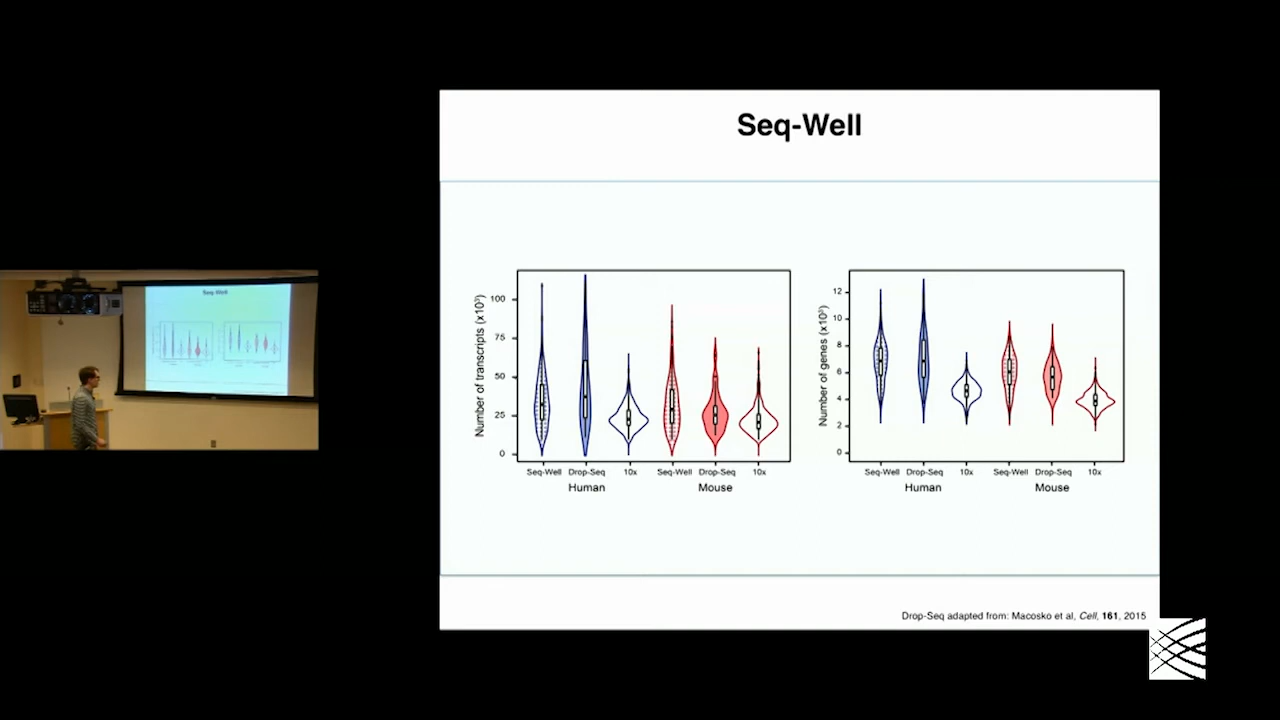 Seq-Well
Number of transcripts (x10³)
100
75
50
25
0
Seq-Well Drop-Seq 10x Seq-Well Drop-Seq 10x
Human Mouse
Number of genes (x10³)
12
10
8
6
4
2
0
Seq-Well Drop-Seq 10x Seq-Well Drop-Seq 10x
Human Mouse
Drop-Seq adapted from: Macosko et al, Cell, 161, 2015
Seq-Well